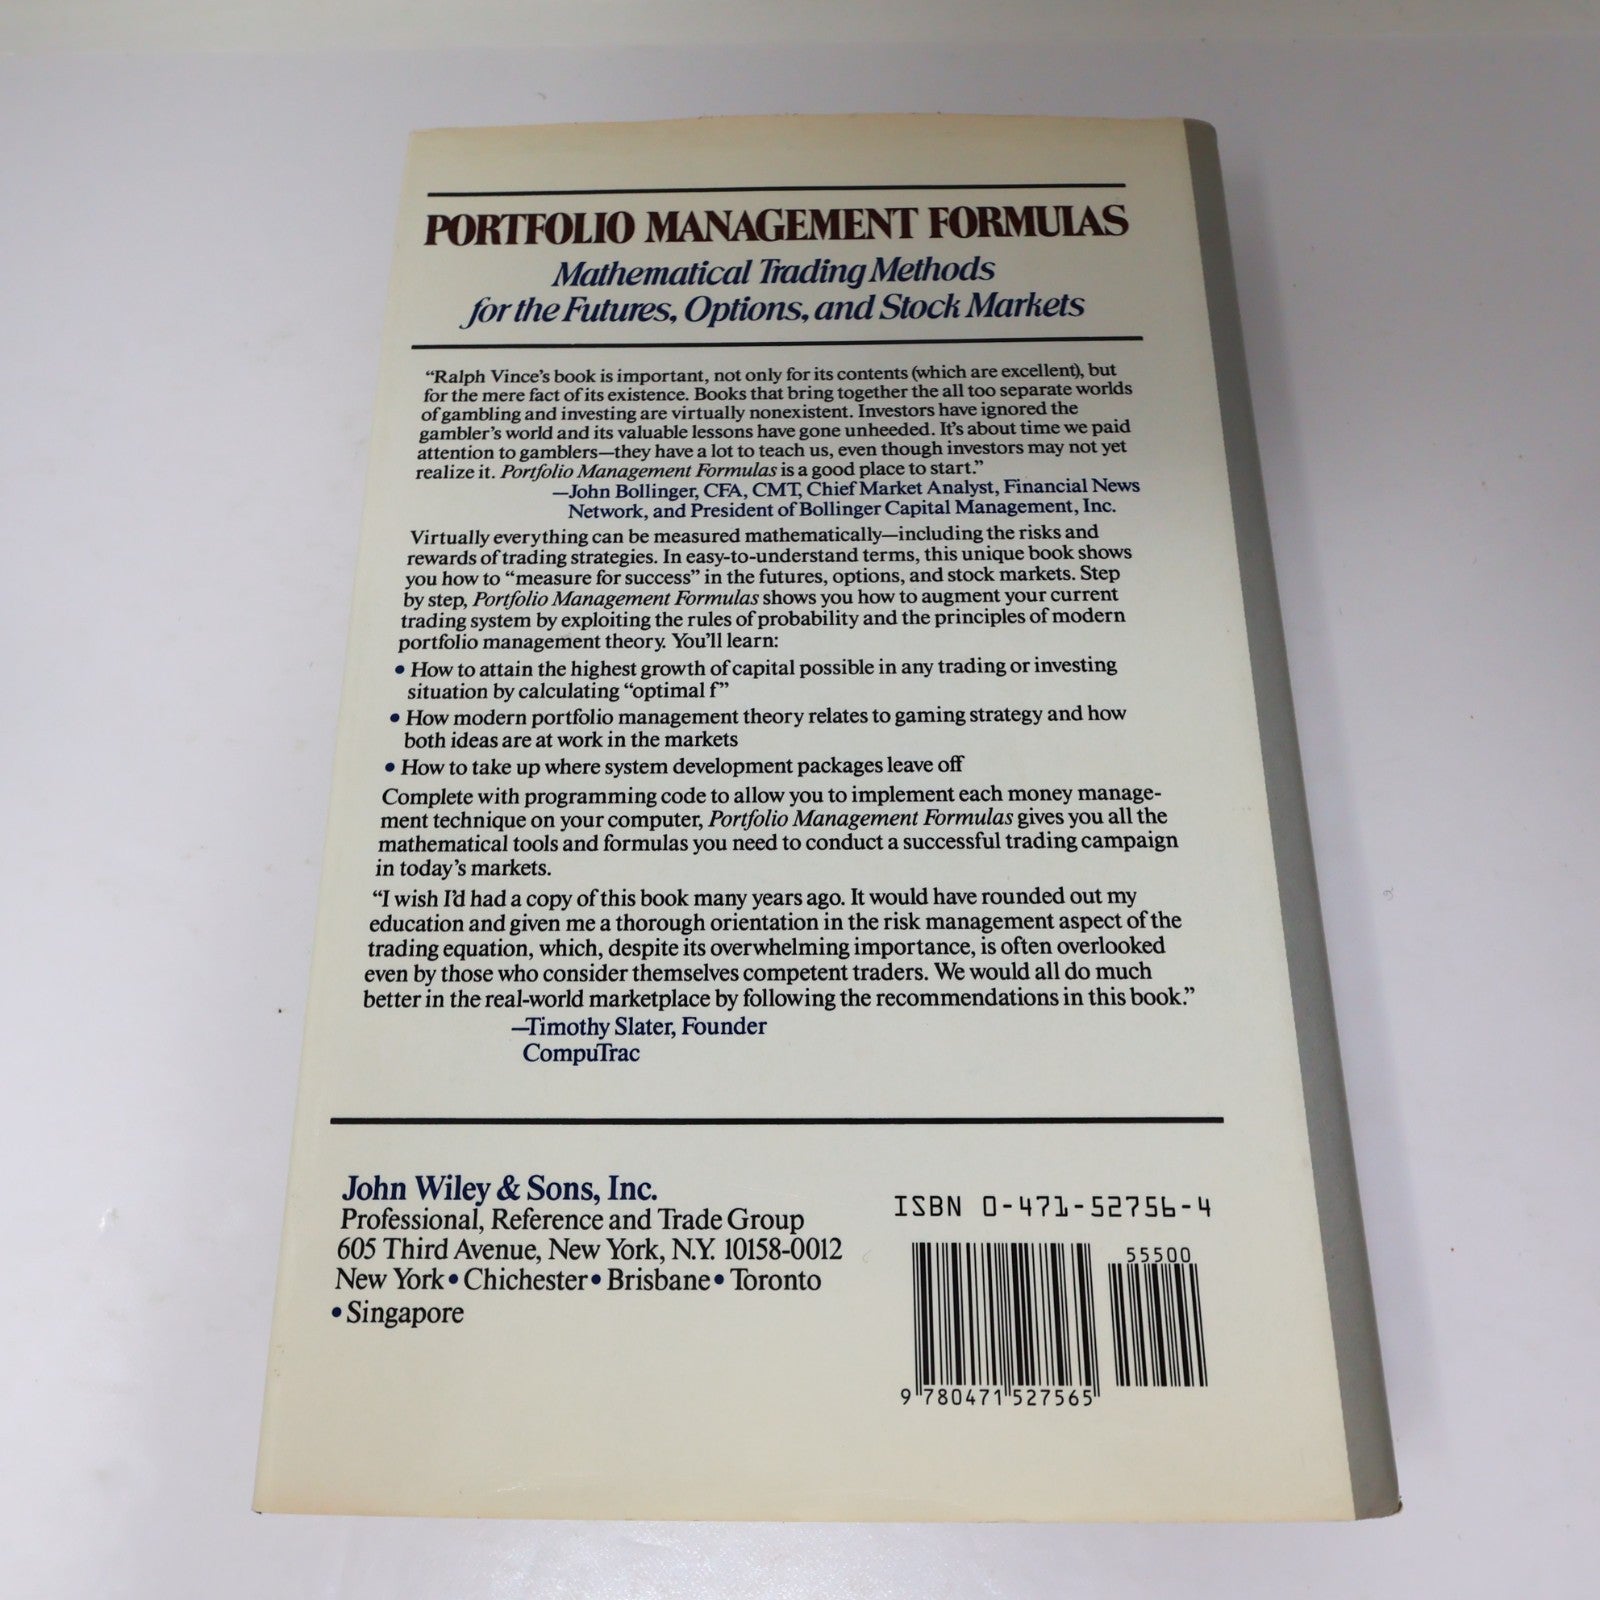 PORTFOLIO MANAGEMENT FORMULAS
Mathematical Trading Methods
for the Futures, Options, and Stock Markets
“Ralph Vince’s book is important, not only for its contents (which are excellent), but
for the mere fact of its existence. Books that bring together the all too separate worlds
of gambling and investing are virtually nonexistent. Investors have ignored the
gambler’s world and its valuable lessons have gone unheeded. It’s about time we paid
attention to gamblers—they have a lot to teach us, even though investors may not yet
realize it. Portfolio Management Formulas is a good place to start.”
—John Bollinger, CFA, CMT, Chief Market Analyst, Financial News
Network, and President of Bollinger Capital Management, Inc.
Virtually everything can be measured mathematically—including the risks and
rewards of trading strategies. In easy-to-understand terms, this unique book shows
you how to “measure for success” in the futures, options, and stock markets. Step
by step, Portfolio Management Formulas shows you how to augment your current
trading system by exploiting the rules of probability and the principles of modern
portfolio management theory. You’ll learn:
• How to attain the highest growth of capital possible in any trading or investing
situation by calculating “optimal f”
• How modern portfolio management theory relates to gaming strategy and how
both ideas are at work in the markets
• How to take up where system development packages leave off
Complete with programming code to allow you to implement each money manage-
ment technique on your computer, Portfolio Management Formulas gives you all the
mathematical tools and formulas you need to conduct a successful trading campaign
in today’s markets.
“I wish I’d had a copy of this book many years ago. It would have rounded out my
education and given me a thorough orientation in the risk management aspect of the
trading equation, which, despite its overwhelming importance, is often overlooked
even by those who consider themselves competent traders. We would all do much
better in the real-world marketplace by following the recommendations in this book.”
—Timothy Slater, Founder
CompuTrac
John Wiley & Sons, Inc.
Professional, Reference and Trade Group
605 Third Avenue, New York, N.Y. 10158-0012
New York • Chichester • Brisbane • Toronto
• Singapore
ISBN 0-471-52756-4
55500
9 780471 527565